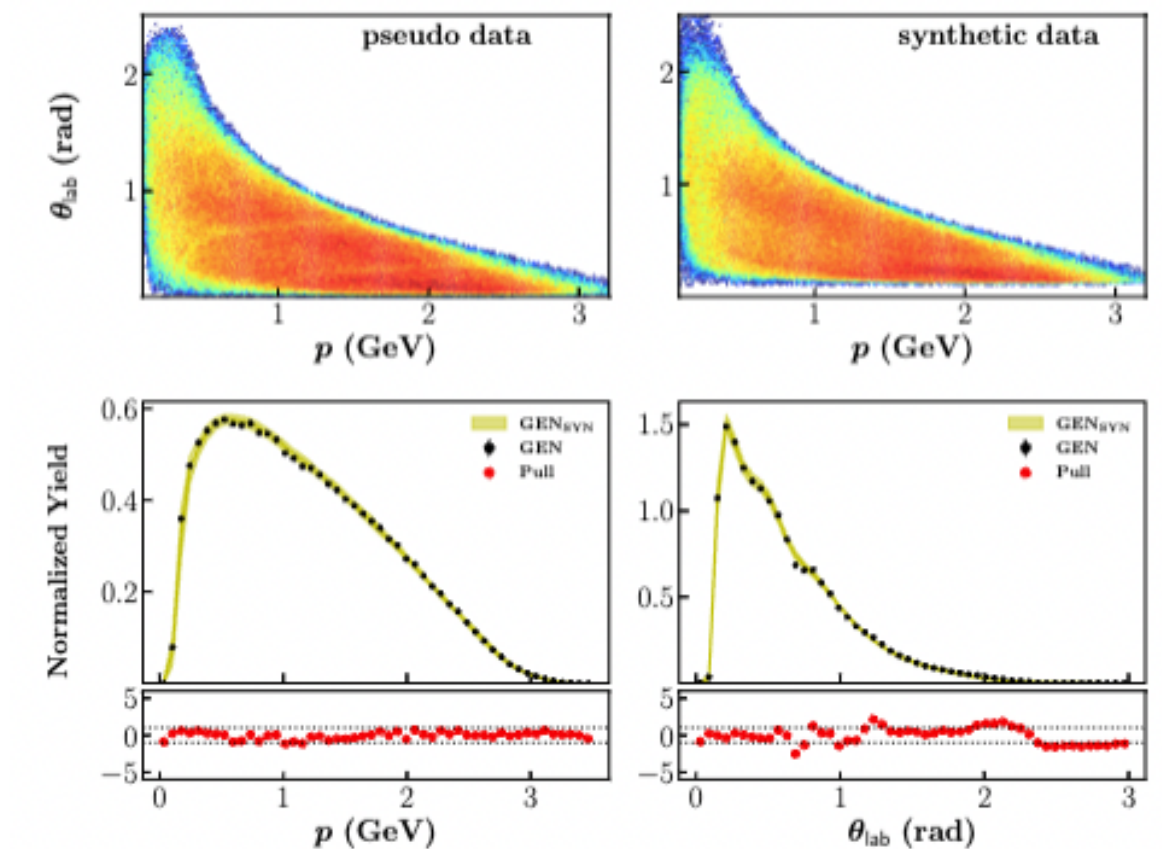 pseudo data
synthetic data
θlab (rad)
2
1
2
1
1 2 3
1 2 3
p (GeV)
p (GeV)
Normalized Yield
0.6
0.4
0.2
GENSYN
GEN
Pull
1.5
1.0
0.5
GENSYN
GEN
Pull
5
0
−5
5
0
−5
0 1 2 3
0 1 2 3
p (GeV)
θlab (rad)